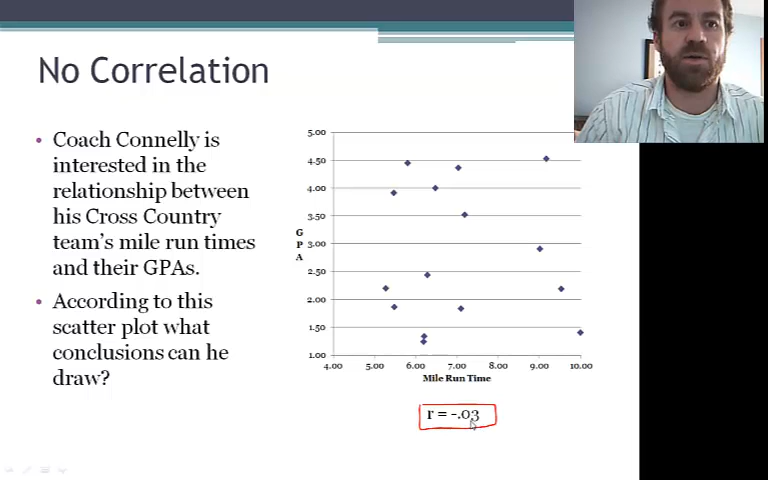 No Correlation
• Coach Connelly is
interested in the
relationship between
his Cross Country
team's mile run times
and their GPAs.
• According to this
scatter plot what
conclusions can he
draw?
5.00
4.50
4.00
3.50
3.00
2.50
2.00
1.50
1.00
G
P
A
4.00 5.00 6.00 7.00 8.00 9.00 10.00
Mile Run Time
r = -.03